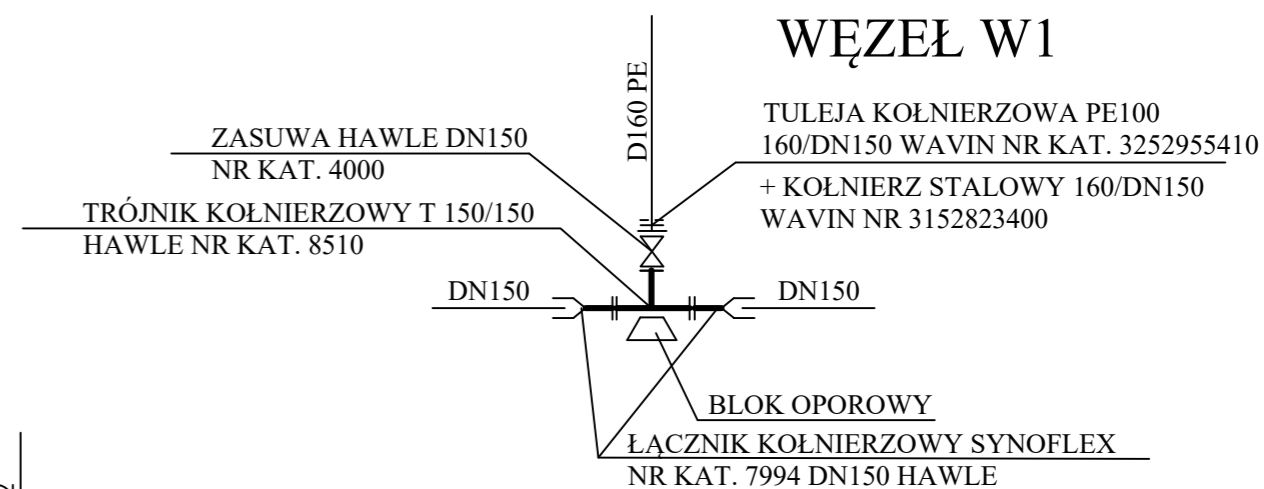 WĘZEŁ W1
D160 PE
TULEJA KOŁNIERZOWA PE100
160/DN150 WAVIN NR KAT. 3252955410
+ KOŁNIERZ STALOWY 160/DN150
WAVIN NR 3152823400
ZASUWA HAWLE DN150
NR KAT. 4000
TRÓJNIK KOŁNIERZOWY T 150/150
HAWLE NR KAT. 8510
DN150
DN150
BLOK OPOROWY
ŁĄCZNIK KOŁNIERZOWY SYNOFLEX
NR KAT. 7994 DN150 HAWLE